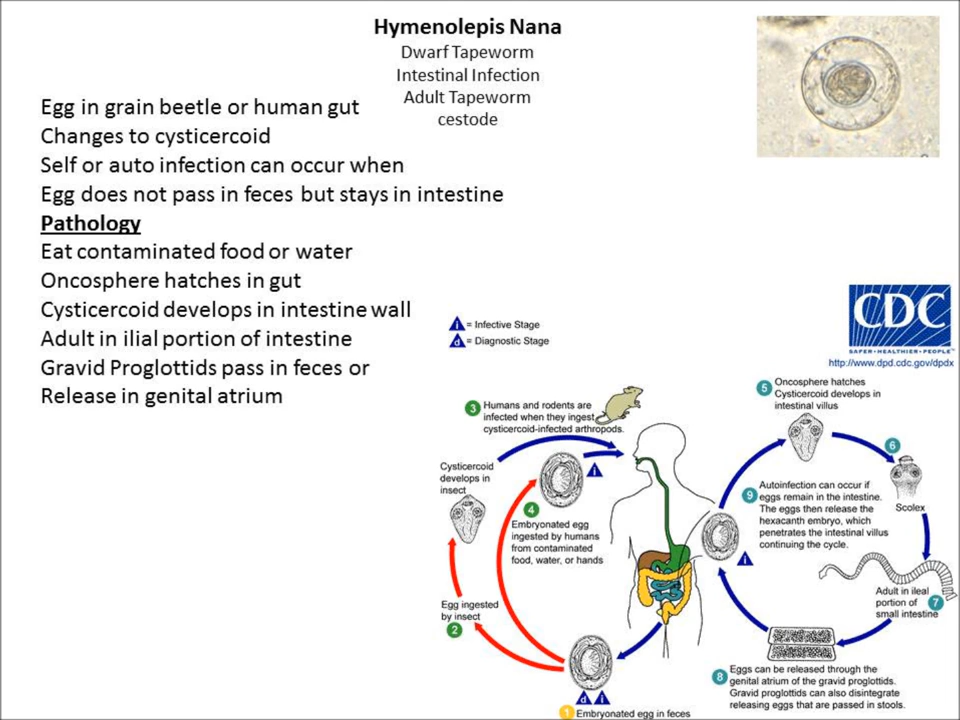 Hymenolepis Nana
Dwarf Tapeworm
Intestinal Infection
Adult Tapeworm
cestode
Egg in grain beetle or human gut
Changes to cysticercoid
Self or auto infection can occur when
Egg does not pass in feces but stays in intestine
Pathology
Eat contaminated food or water
Oncosphere hatches in gut
Cysticercoid develops in intestine wall
Adult in ilial portion of intestine
Gravid Proglottids pass in feces or
Release in genital atrium
i = Infective Stage
d = Diagnostic Stage
CDC
SAFER•HEALTHIER•PEOPLE™
http://www.dpd.cdc.gov/dpdx
3 Humans and rodents are
infected when they ingest
cysticercoid-infected arthropods.
Cysticercoid
develops in
insect
i
4
Embryonated egg
ingested by humans
from contaminated
food, water, or hands
Egg ingested
by insect
2
d i
1 Embryonated egg in feces
5 Oncosphere hatches
Cysticercoid develops in
intestinal villus
6
Scolex
9 Autoinfection can occur if
eggs remain in the intestine.
The eggs then release the
hexacanth embryo, which
penetrates the intestinal villus
continuing the cycle.
i
Adult in ileal
portion of
small intestine
7
8 Eggs can be released through the
genital atrium of the gravid proglottids.
Gravid proglottids can also disintegrate
releasing eggs that are passed in stools.